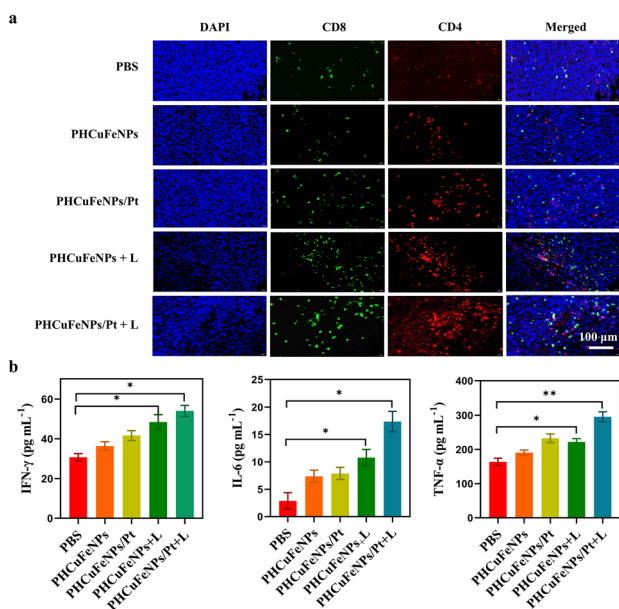 a
DAPI CD8 CD4 Merged
PBS
PHCuFeNPs
PHCuFeNPs/Pt
PHCuFeNPs + L
PHCuFeNPs/Pt + L
100 μm
b
IFN-γ (pg mL⁻¹)
60
40
20
0
*
*
PBS
PHCuFeNPs
PHCuFeNPs/Pt
PHCuFeNPs+L
PHCuFeNPs/Pt+L
IL-6 (pg mL⁻¹)
25
20
15
10
5
0
*
*
PBS
PHCuFeNPs
PHCuFeNPs/Pt
PHCuFeNPs+L
PHCuFeNPs/Pt+L
TNF-α (pg mL⁻¹)
400
300
200
100
0
**
*
PBS
PHCuFeNPs
PHCuFeNPs/Pt
PHCuFeNPs+L
PHCuFeNPs/Pt+L